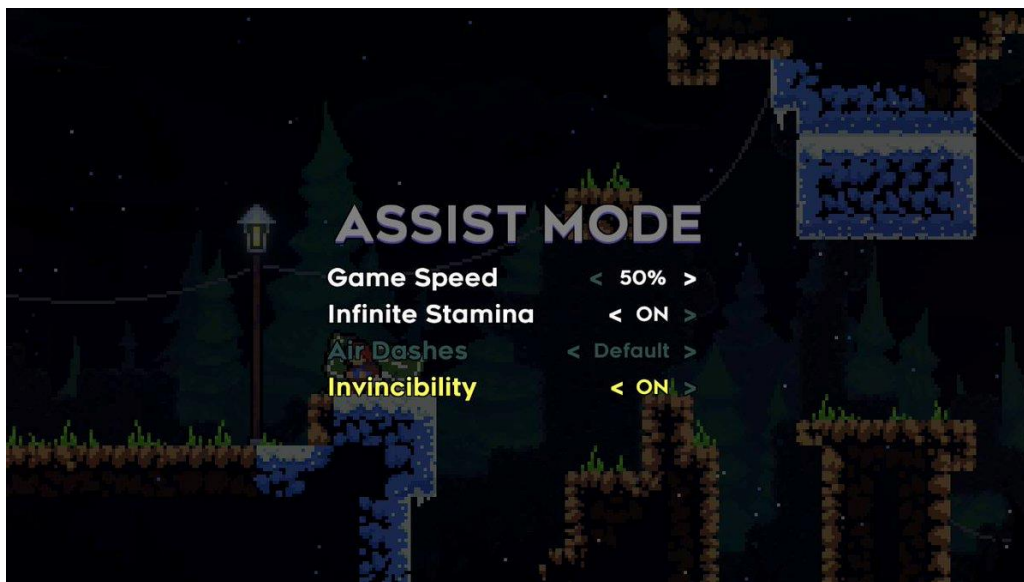 ASSIST MODE
Game Speed < 50% >
Infinite Stamina < ON >
Air Dashes < Default >
Invincibility < ON >